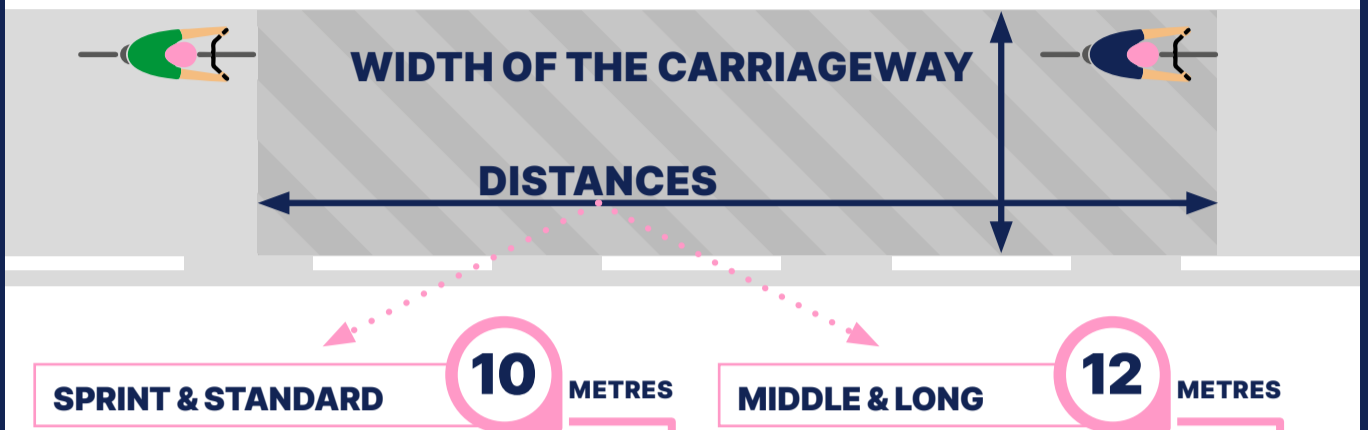 WIDTH OF THE CARRIAGEWAY
DISTANCES
SPRINT & STANDARD
10
METRES
MIDDLE & LONG
12
METRES